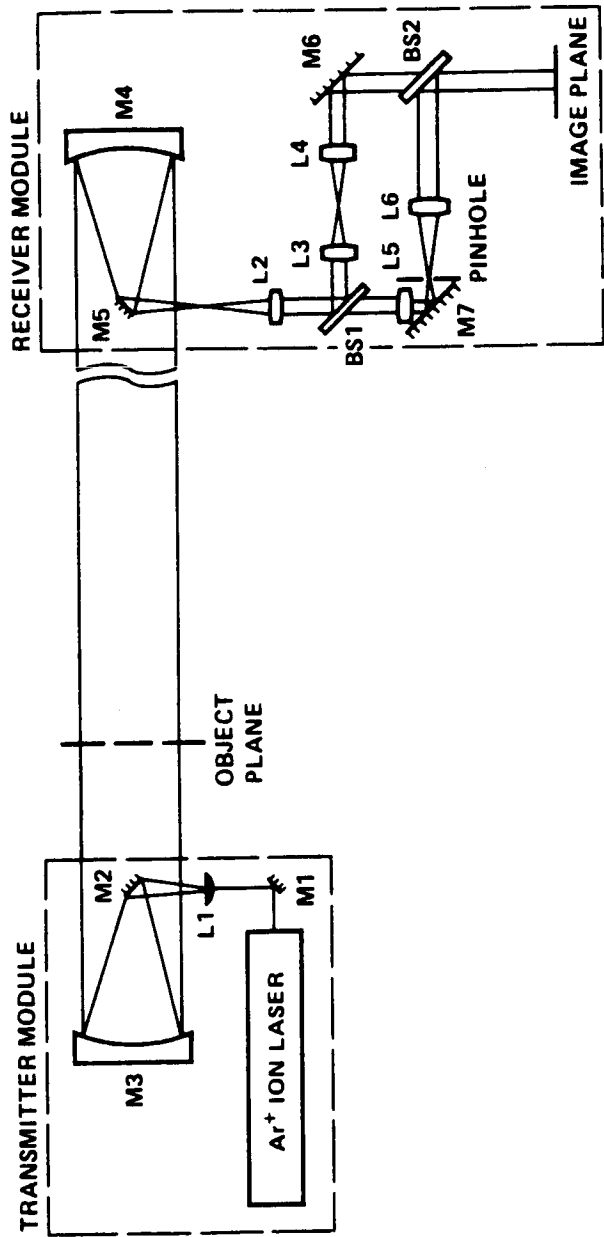 TRANSMITTER MODULE
M3
M2
L1
M1
Ar+ ION LASER
OBJECT
PLANE
RECEIVER MODULE
M4
M5
L2
BS1
L3
L4
M6
L5
M7
L6
PINHOLE
BS2
IMAGE PLANE